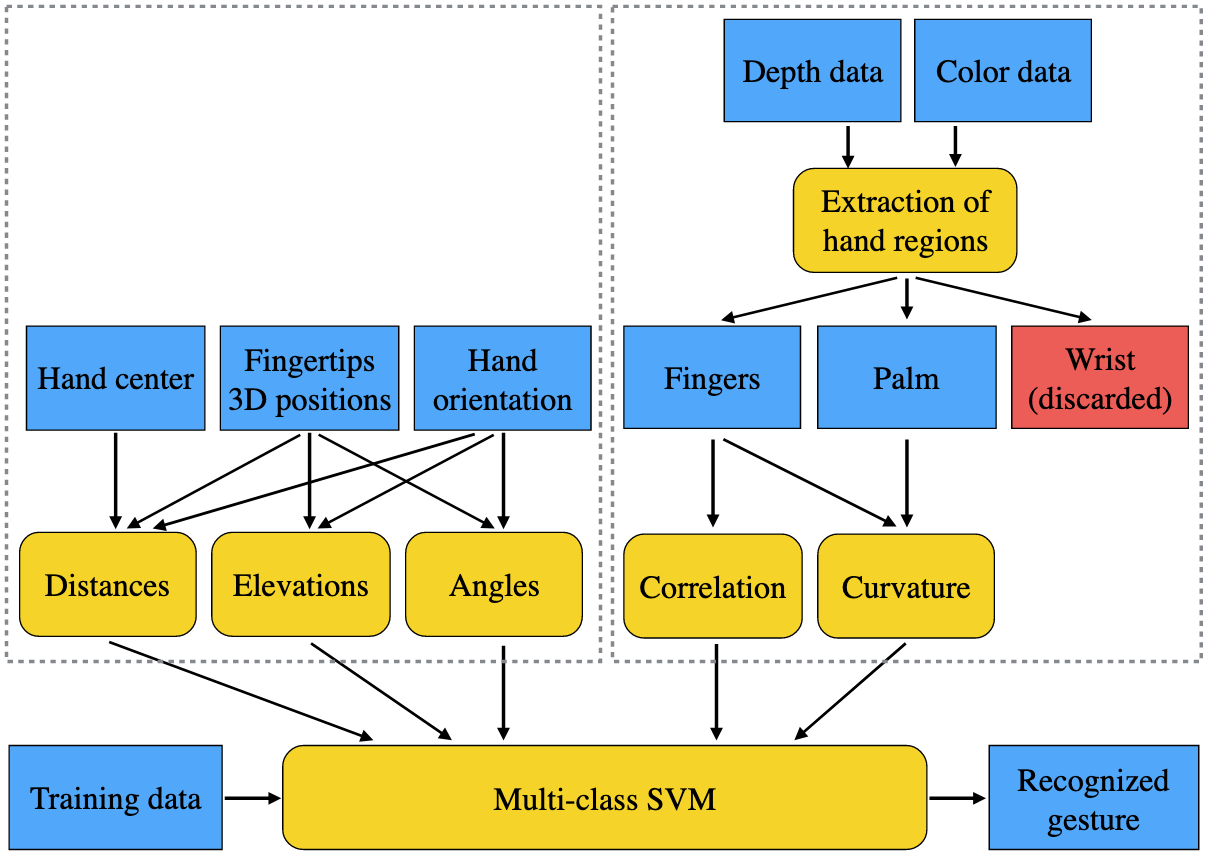 Depth data
Color data
Extraction of
hand regions
Hand center
Fingertips
3D positions
Hand
orientation
Fingers
Palm
Wrist
(discarded)
Distances
Elevations
Angles
Correlation
Curvature
Training data
Multi-class SVM
Recognized
gesture